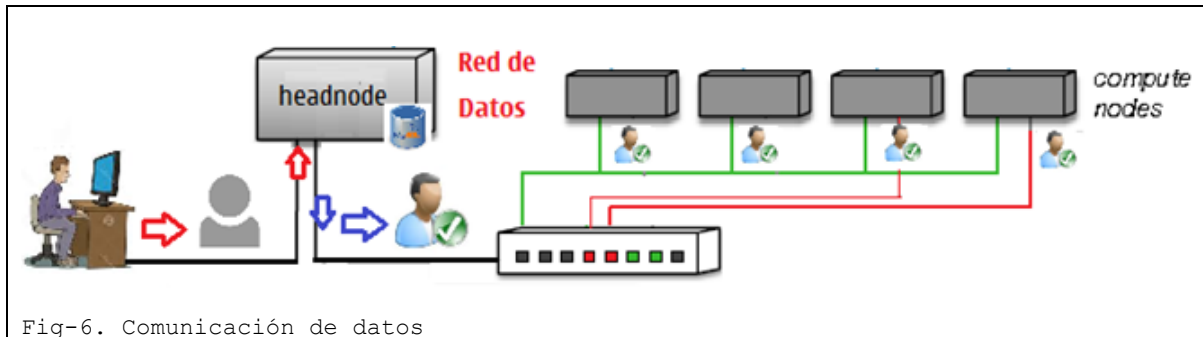 Red de
Datos
headnode
compute
nodes
Fig-6. Comunicación de datos